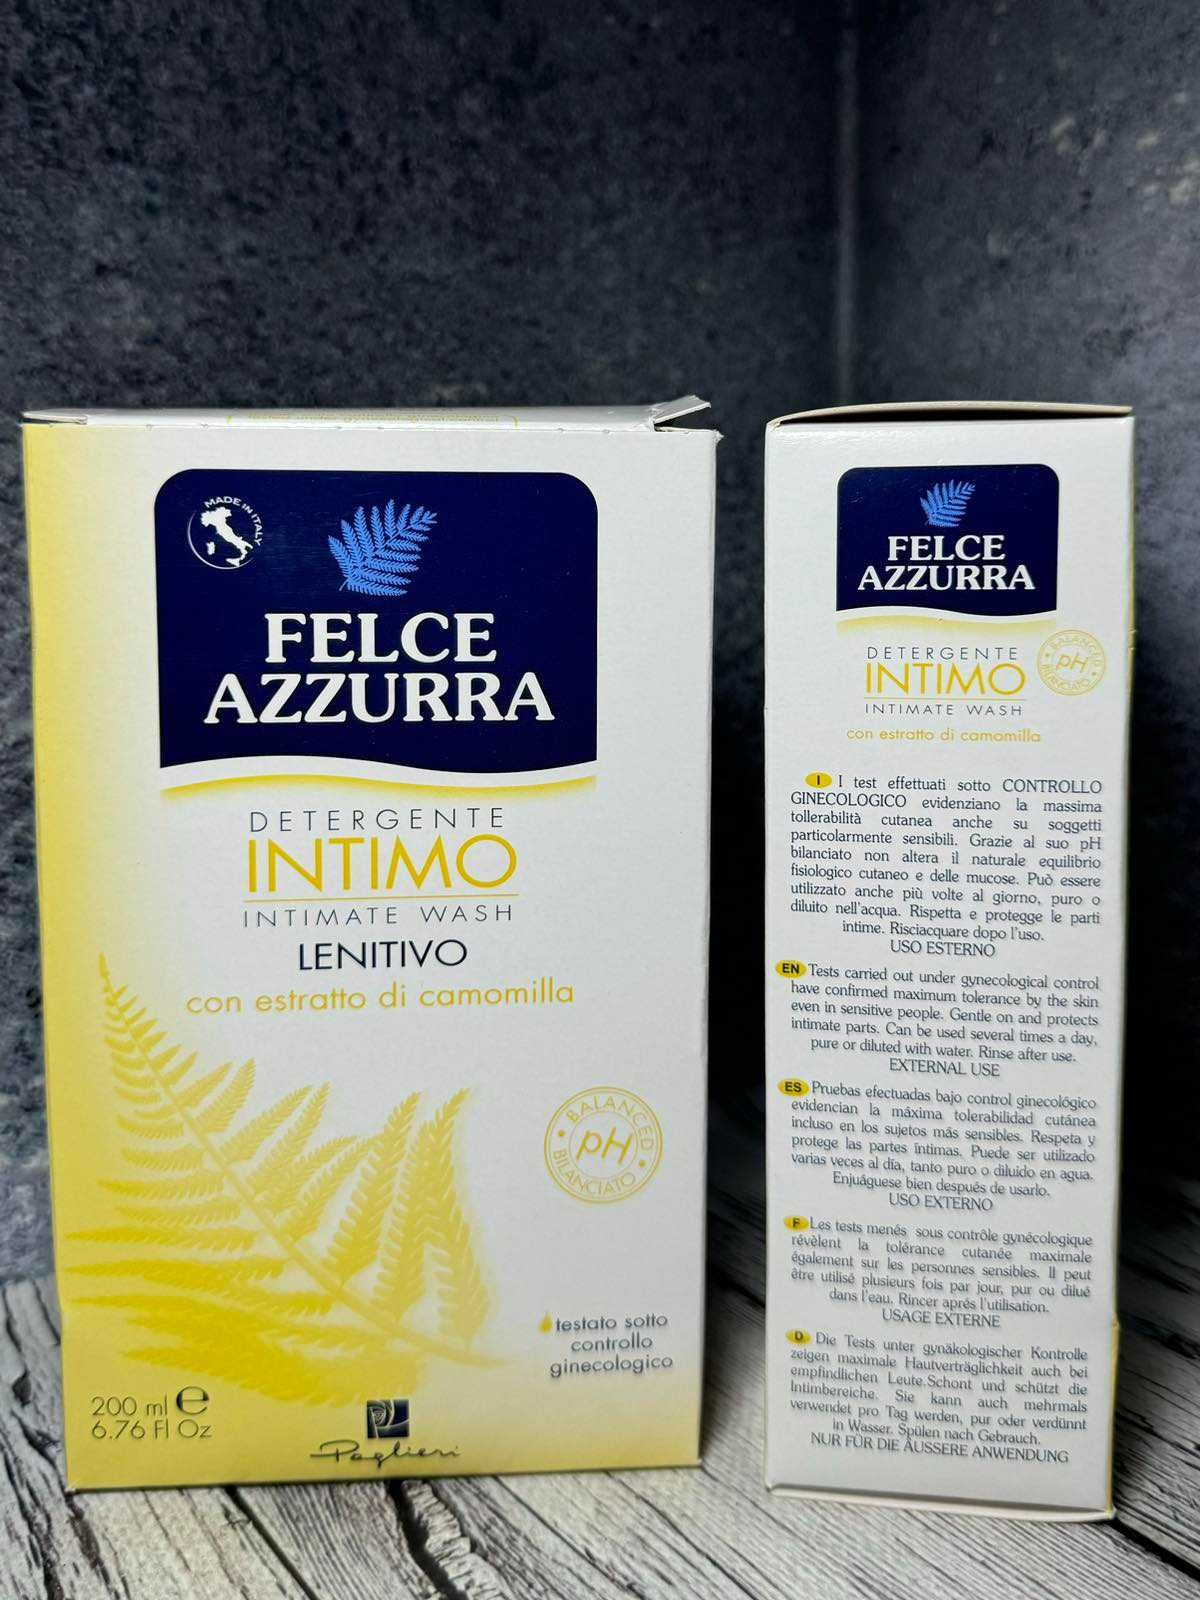 MADE IN ITALY
FELCE
AZZURRA
DETERGENTE
INTIMO
INTIMATE WASH
LENITIVO
con estratto di camomilla
BALANCED
pH
BILANCIATO
testato sotto
controllo
ginecologico
200 ml e
6.76 Fl Oz
Paglieri
FELCE
AZZURRA
DETERGENTE
INTIMO
INTIMATE WASH
BALANCED
pH
BILANCIATO
con estratto di camomilla
I I test effettuati sotto CONTROLLO
GINECOLOGICO evidenziano la massima
tollerabilità cutanea anche su soggetti
particolarmente sensibili. Grazie al suo pH
bilanciato non altera il naturale equilibrio
fisiologico cutaneo e delle mucose. Può essere
utilizzato anche più volte al giorno, puro o
diluito nell'acqua. Rispetta e protegge le parti
intime. Risciacquare dopo l'uso.
USO ESTERNO
EN Tests carried out under gynecological control
have confirmed maximum tolerance by the skin
even in sensitive people. Gentle on and protects
intimate parts. Can be used several times a day,
pure or diluted with water. Rinse after use.
EXTERNAL USE
ES Pruebas efectuadas bajo control ginecológico
evidencian la máxima tolerabilidad cutánea
incluso en los sujetos más sensibles. Respeta y
protege las partes íntimas. Puede ser utilizado
varias veces al día, tanto puro o diluido en agua.
Enjuáguese bien después de usarlo.
USO EXTERNO
F Les tests menés sous contrôle gynécologique
révèlent la tolérance cutanée maximale
également sur les personnes sensibles. Il peut
être utilisé plusieurs fois par jour, pur ou dilué
dans l'eau. Rincer aprés l'utilisation.
USAGE EXTERNE
D Die Tests unter gynäkologischer Kontrolle
zeigen maximale Hautverträglichkeit auch bei
empfindlichen Leute.Schont und schützt die
Intimbereiche. Sie kann auch mehrmals
verwendet pro Tag werden, pur oder verdünnt
in Wasser. Spülen nach Gebrauch.
NUR FÜR DIE ÄUSSERE ANWENDUNG